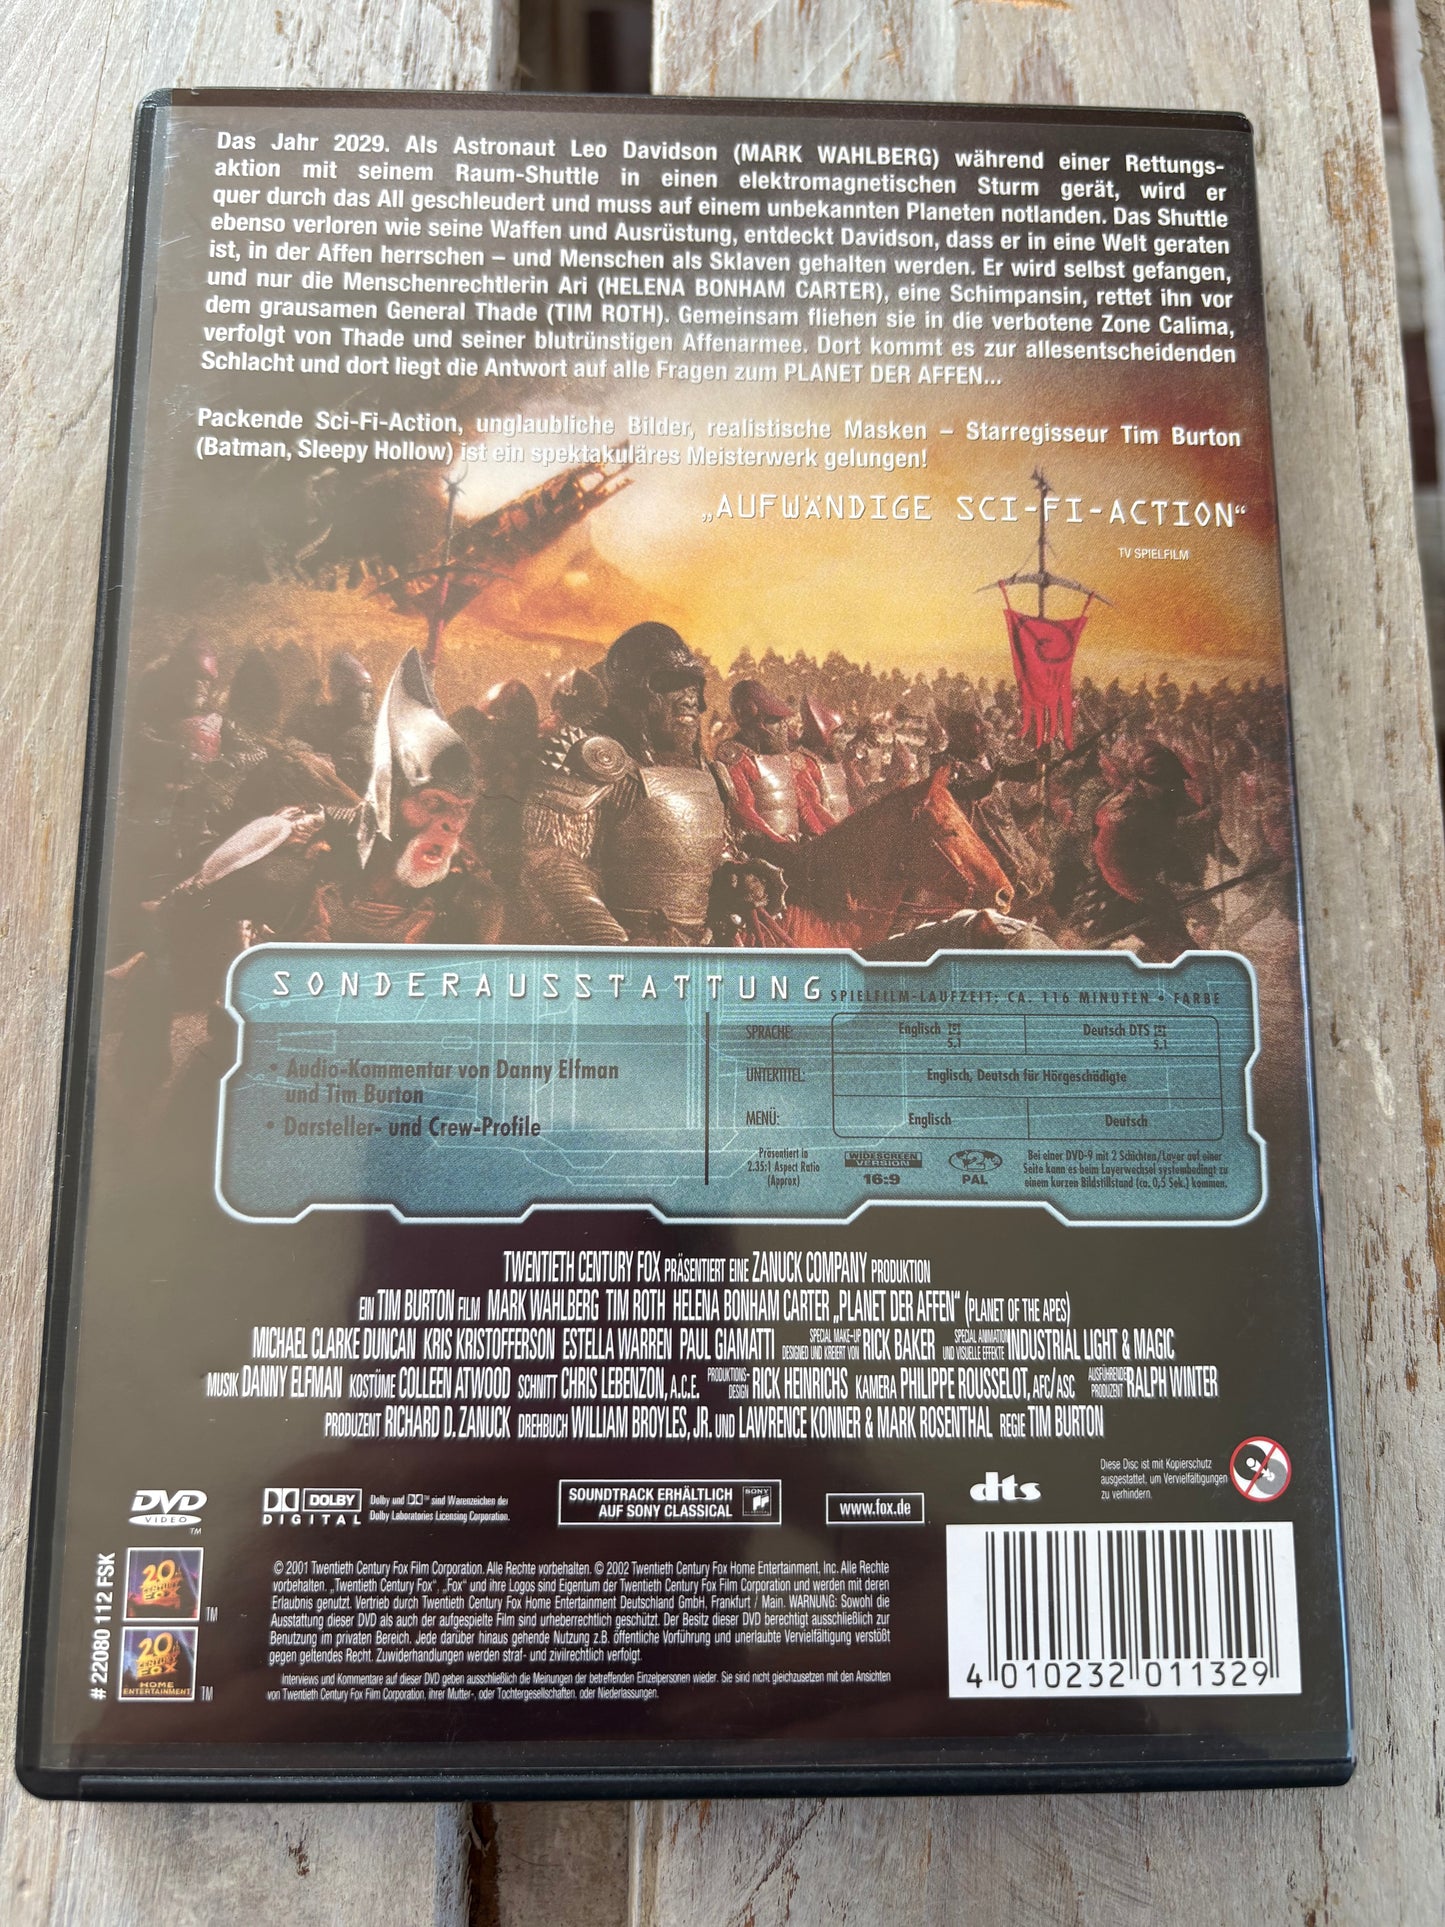 Das Jahr 2029. Als Astronaut Leo Davidson (MARK WAHLBERG) während einer Rettungs-
aktion mit seinem Raum-Shuttle in einen elektromagnetischen Sturm gerät, wird er
quer durch das All geschleudert und muss auf einem unbekannten Planeten notlanden. Das Shuttle
ebenso verloren wie seine Waffen und Ausrüstung, entdeckt Davidson, dass er in eine Welt geraten
ist, in der Affen herrschen – und Menschen als Sklaven gehalten werden. Er wird selbst gefangen,
und nur die Menschenrechtlerin Ari (HELENA BONHAM CARTER), eine Schimpansin, rettet ihn vor
dem grausamen General Thade (TIM ROTH). Gemeinsam fliehen sie in die verbotene Zone Calima,
verfolgt von Thade und seiner blutrünstigen Affenarmee. Dort kommt es zur allesentscheidenden
Schlacht und dort liegt die Antwort auf alle Fragen zum PLANET DER AFFEN...
Packende Sci-Fi-Action, unglaubliche Bilder, realistische Masken – Starregisseur Tim Burton
(Batman, Sleepy Hollow) ist ein spektakuläres Meisterwerk gelungen!
„AUFWÄNDIGE SCI-FI-ACTION“
TV SPIELFILM
SONDERAUSSTATTUNG
• Audio-Kommentar von Danny Elfman
und Tim Burton
• Darsteller- und Crew-Profile
SPIELFILM-LAUFZEIT: CA. 116 MINUTEN • FARBE
SPRACHE: Englisch 5.1 Deutsch DTS 5.1
UNTERTITEL: Englisch, Deutsch für Hörgeschädigte
MENÜ: Englisch Deutsch
Präsentiert in
2.35:1 Aspect Ratio
(Approx)
WIDESCREEN
VERSION
16:9
2
PAL
Bei einer DVD-9 mit 2 Schichten/Layer auf einer
Seite kann es beim Layerwechsel systembedingt zu
einem kurzen Bildstillstand (ca. 0,5 Sek.) kommen.
TWENTIETH CENTURY FOX PRÄSENTIERT EINE ZANUCK COMPANY PRODUKTION
EIN TIM BURTON FILM MARK WAHLBERG TIM ROTH HELENA BONHAM CARTER „PLANET DER AFFEN“ (PLANET OF THE APES)
MICHAEL CLARKE DUNCAN KRIS KRISTOFFERSON ESTELLA WARREN PAUL GIAMATTI SPECIAL MAKE-UP DESIGNED UND KREIERT VON RICK BAKER SPECIAL ANIMATION UND VISUELLE EFFEKTE INDUSTRIAL LIGHT & MAGIC
MUSIK DANNY ELFMAN KOSTÜME COLLEEN ATWOOD SCHNITT CHRIS LEBENZON, A.C.E. PRODUKTIONS-DESIGN RICK HEINRICHS KAMERA PHILIPPE ROUSSELOT, AFC/ASC AUSFÜHRENDER PRODUZENT RALPH WINTER
PRODUZENT RICHARD D. ZANUCK DREHBUCH WILLIAM BROYLES, JR. UND LAWRENCE KONNER & MARK ROSENTHAL REGIE TIM BURTON
DVD
VIDEO
TM
DOLBY
DIGITAL
Dolby und DD™ sind Warenzeichen der
Dolby Laboratories Licensing Corporation.
SOUNDTRACK ERHÄLTLICH
AUF SONY CLASSICAL
SONY
www.fox.de
dts
Diese Disc ist mit Kopierschutz
ausgestattet, um Vervielfältigungen
zu verhindern.
# 22080 112 FSK
20th
CENTURY
FOX
TM
20th
CENTURY
FOX
HOME
ENTERTAINMENT
TM
© 2001 Twentieth Century Fox Film Corporation. Alle Rechte vorbehalten. © 2002 Twentieth Century Fox Home Entertainment, Inc. Alle Rechte
vorbehalten. „Twentieth Century Fox“, „Fox“ und ihre Logos sind Eigentum der Twentieth Century Fox Film Corporation und werden mit deren
Erlaubnis genutzt. Vertrieb durch Twentieth Century Fox Home Entertainment Deutschland GmbH, Frankfurt / Main. WARNUNG: Sowohl die
Ausstattung dieser DVD als auch der aufgespielte Film sind urheberrechtlich geschützt. Der Besitz dieser DVD berechtigt ausschließlich zur
Benutzung im privaten Bereich. Jede darüber hinaus gehende Nutzung z.B. öffentliche Vorführung und unerlaubte Vervielfältigung verstößt
gegen geltendes Recht. Zuwiderhandlungen werden straf- und zivilrechtlich verfolgt.
Interviews und Kommentare auf dieser DVD geben ausschließlich die Meinungen der betreffenden Einzelpersonen wieder. Sie sind nicht gleichzusetzen mit den Ansichten
von Twentieth Century Fox Film Corporation, ihrer Mutter-, oder Tochtergesellschaften, oder Niederlassungen.
4 010232 011329